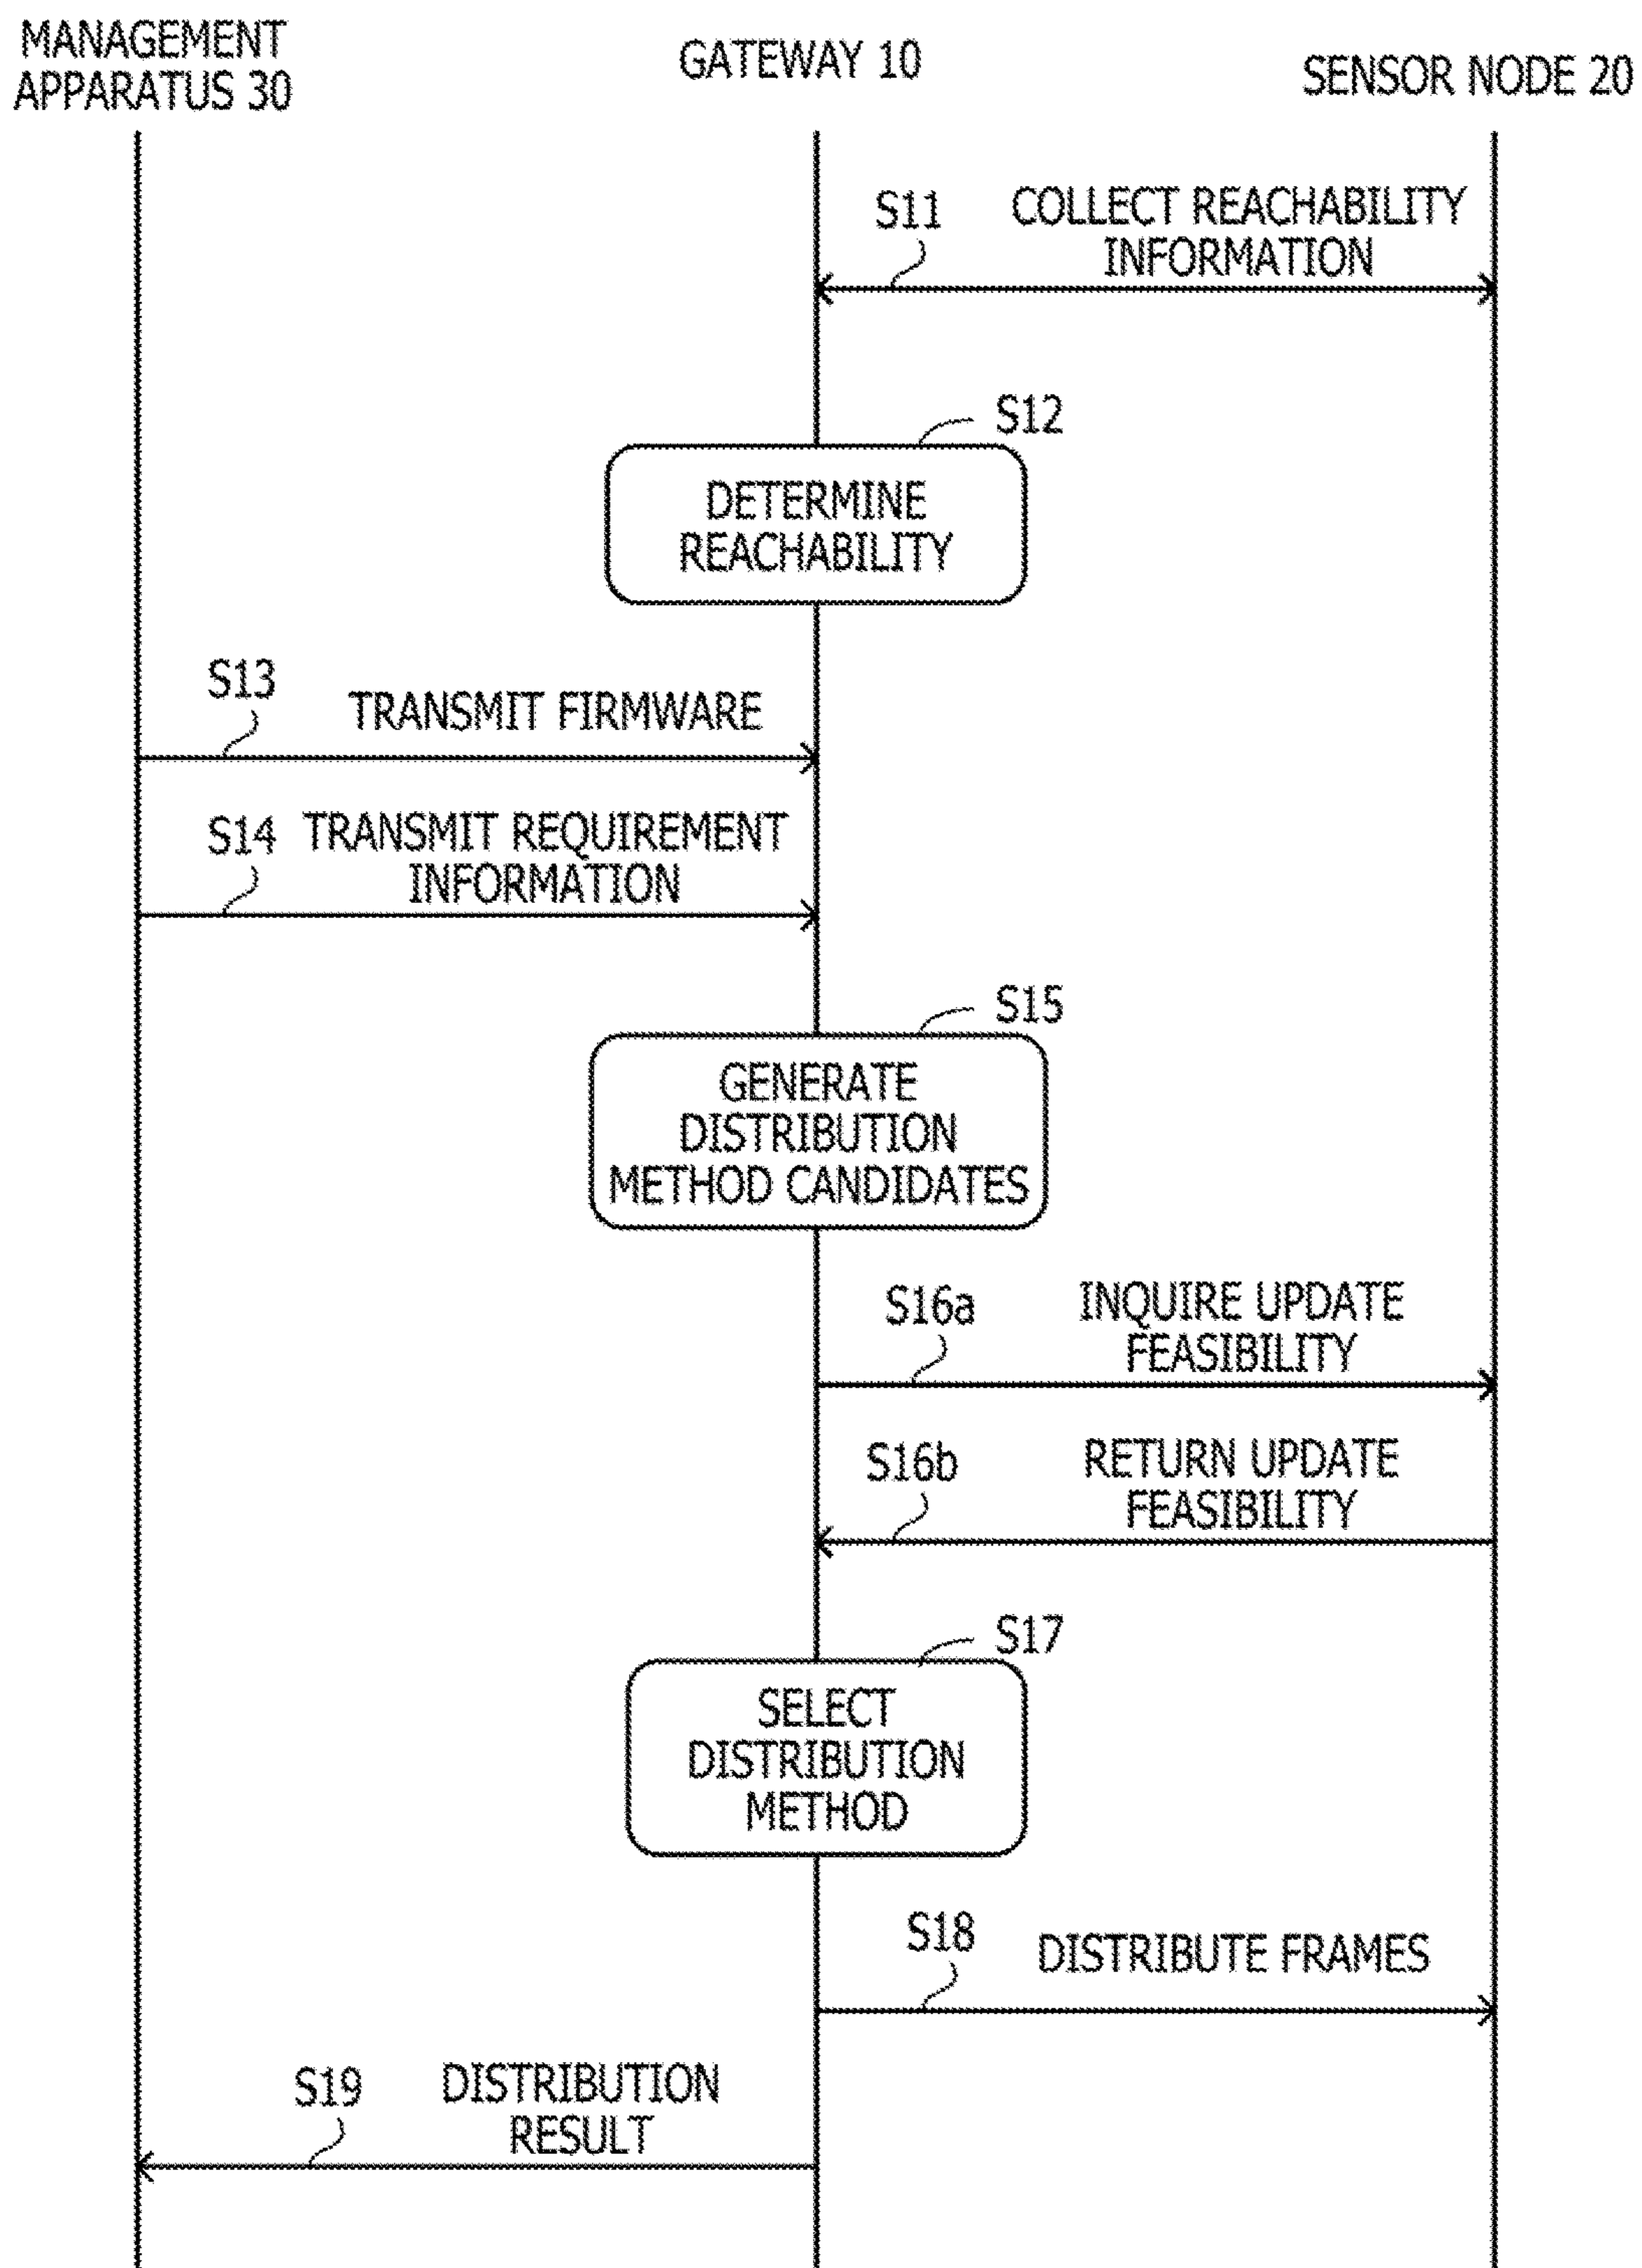 MANAGEMENT
APPARATUS 30
GATEWAY 10
SENSOR NODE 20
S11
COLLECT REACHABILITY
INFORMATION
S12
DETERMINE
REACHABILITY
S13
TRANSMIT FIRMWARE
S14
TRANSMIT REQUIREMENT
INFORMATION
S15
GENERATE
DISTRIBUTION
METHOD CANDIDATES
S16a
INQUIRE UPDATE
FEASIBILITY
S16b
RETURN UPDATE
FEASIBILITY
S17
SELECT
DISTRIBUTION
METHOD
S18
DISTRIBUTE FRAMES
S19
DISTRIBUTION
RESULT